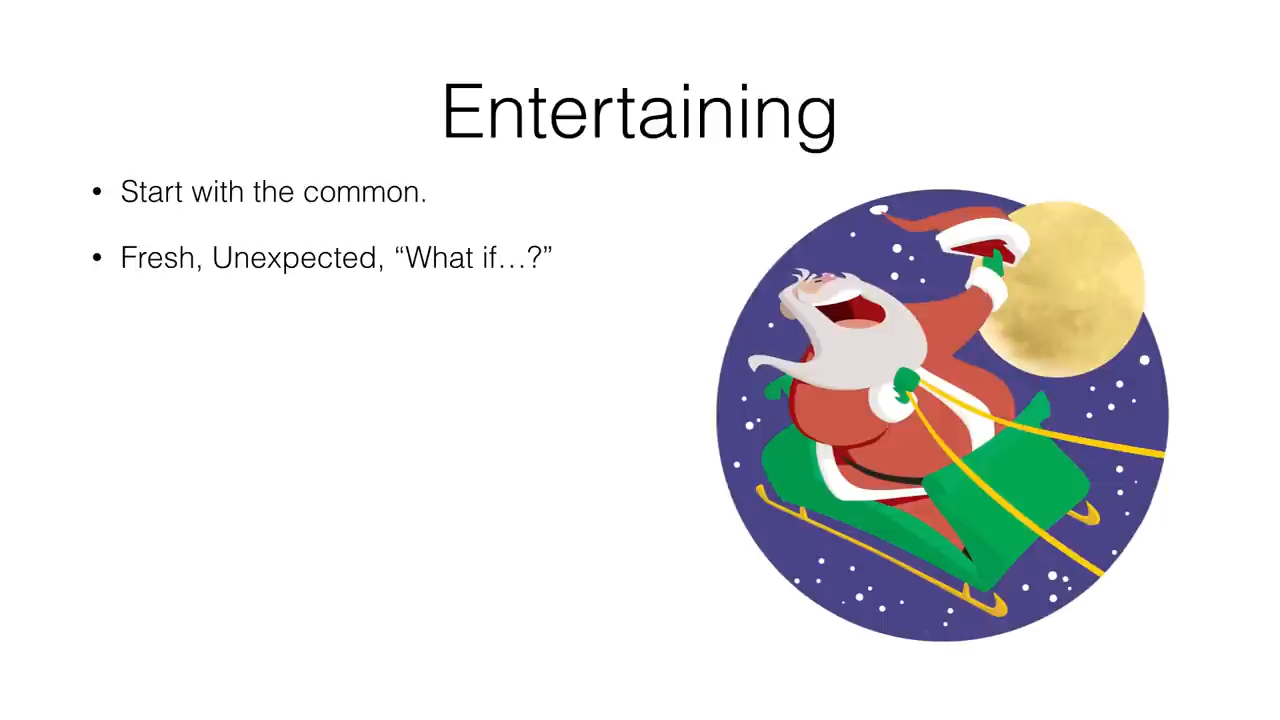 Entertaining
• Start with the common.
• Fresh, Unexpected, “What if…?”